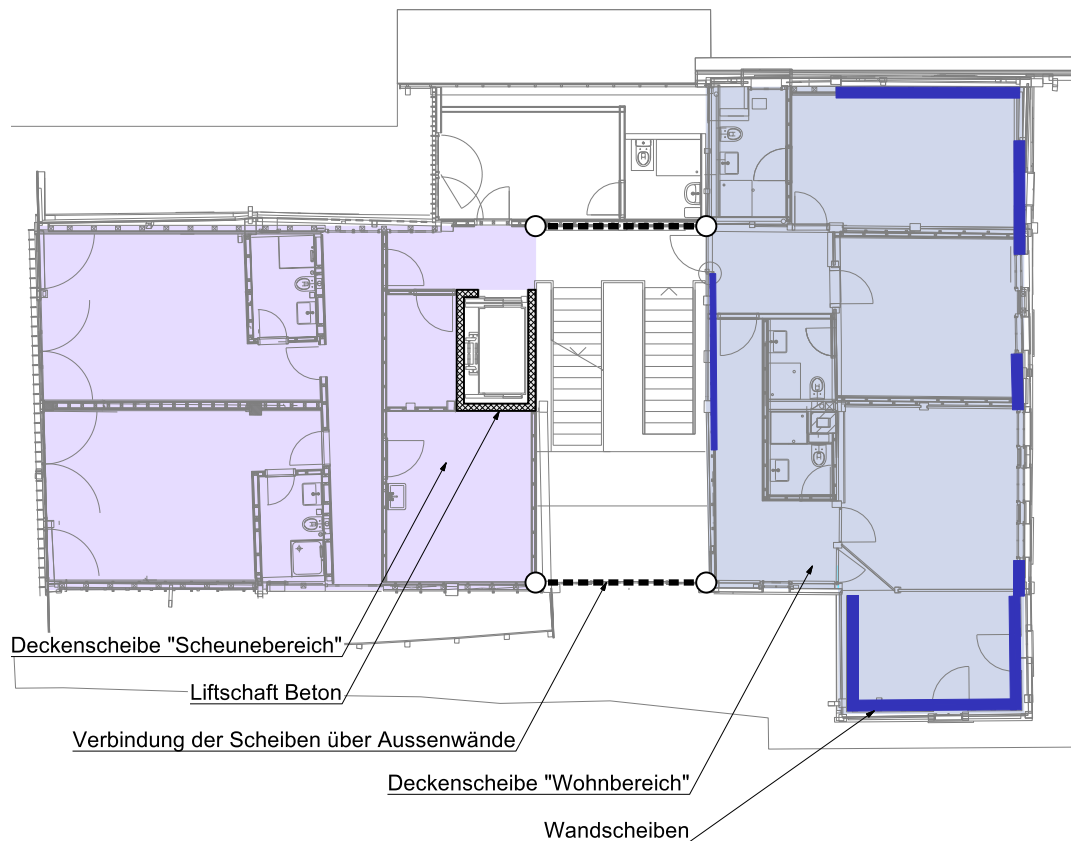 Deckenscheibe "Scheunebereich"
Liftschaft Beton
Verbindung der Scheiben über Aussenwände
Deckenscheibe "Wohnbereich"
Wandscheiben